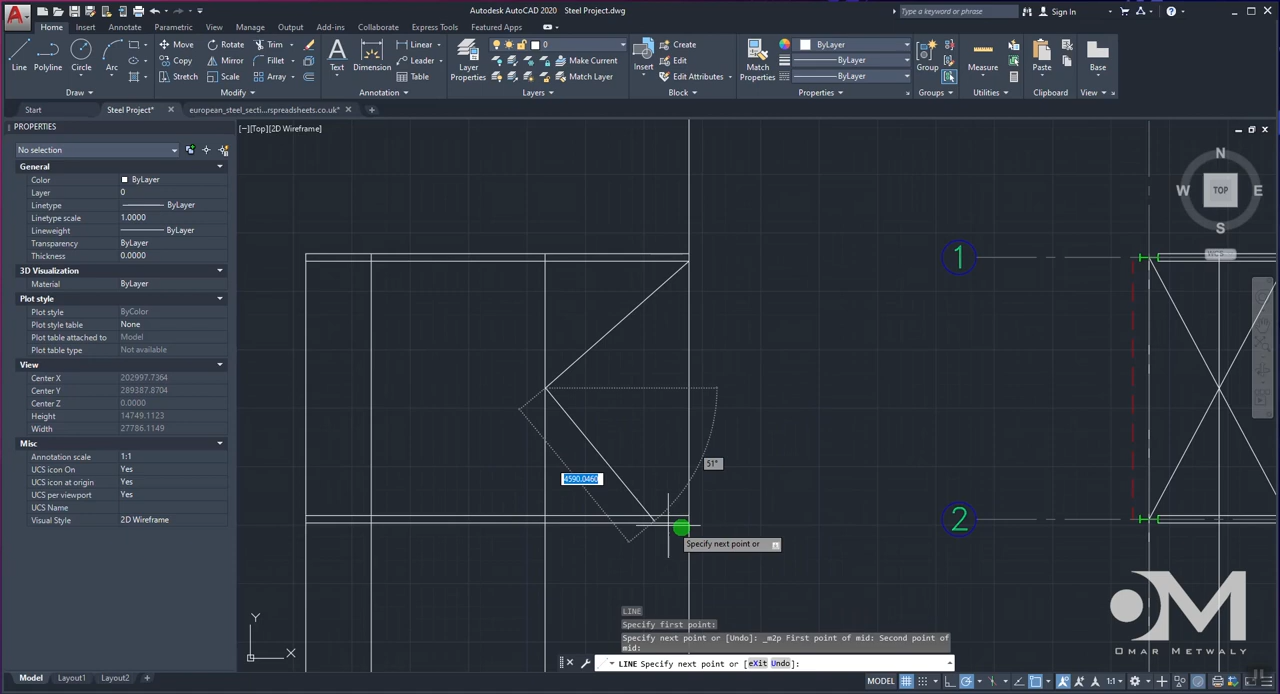 Autodesk AutoCAD 2020 Steel Project.dwg
Type a keyword or phrase
Sign In
Home Insert Annotate Parametric View Manage Output Add-ins Collaborate Express Tools Featured Apps
Line Polyline Circle Arc
Move Rotate Trim
Copy Mirror Fillet
Stretch Scale Array
Text Dimension
Linear
Leader
Table
Layer
Properties
0
Make Current
Match Layer
Insert
Create
Edit
Edit Attributes
Match
Properties
ByLayer
ByLayer
ByLayer
Group
Measure
Paste
Base
Draw Modify Annotation Layers Block Properties Groups Utilities Clipboard View
Start Steel Project* european_steel_secti...rspreadsheets.co.uk*
PROPERTIES
No selection
General
Color ByLayer
Layer 0
Linetype ByLayer
Linetype scale 1.0000
Lineweight ByLayer
Transparency ByLayer
Thickness 0.0000
3D Visualization
Material ByLayer
Plot style
Plot style ByColor
Plot style table None
Plot table attached to Model
Plot table type Not available
View
Center X 202997.7364
Center Y 289387.8704
Center Z 0.0000
Height 14749.1123
Width 27786.1149
Misc
Annotation scale 1:1
UCS icon On Yes
UCS icon at origin Yes
UCS per viewport Yes
UCS Name
Visual Style 2D Wireframe
[−][Top][2D Wireframe]
N
W TOP E
S
WCS
1
2
51°
4590.0460
Specify next point or
Y
X
LINE
Specify first point:
Specify next point or [Undo]: _m2p First point of mid: Second point of
mid:
LINE Specify next point or [eXit Undo]:
OM
OMAR METWALY
Model Layout1 Layout2 +
MODEL 1:1